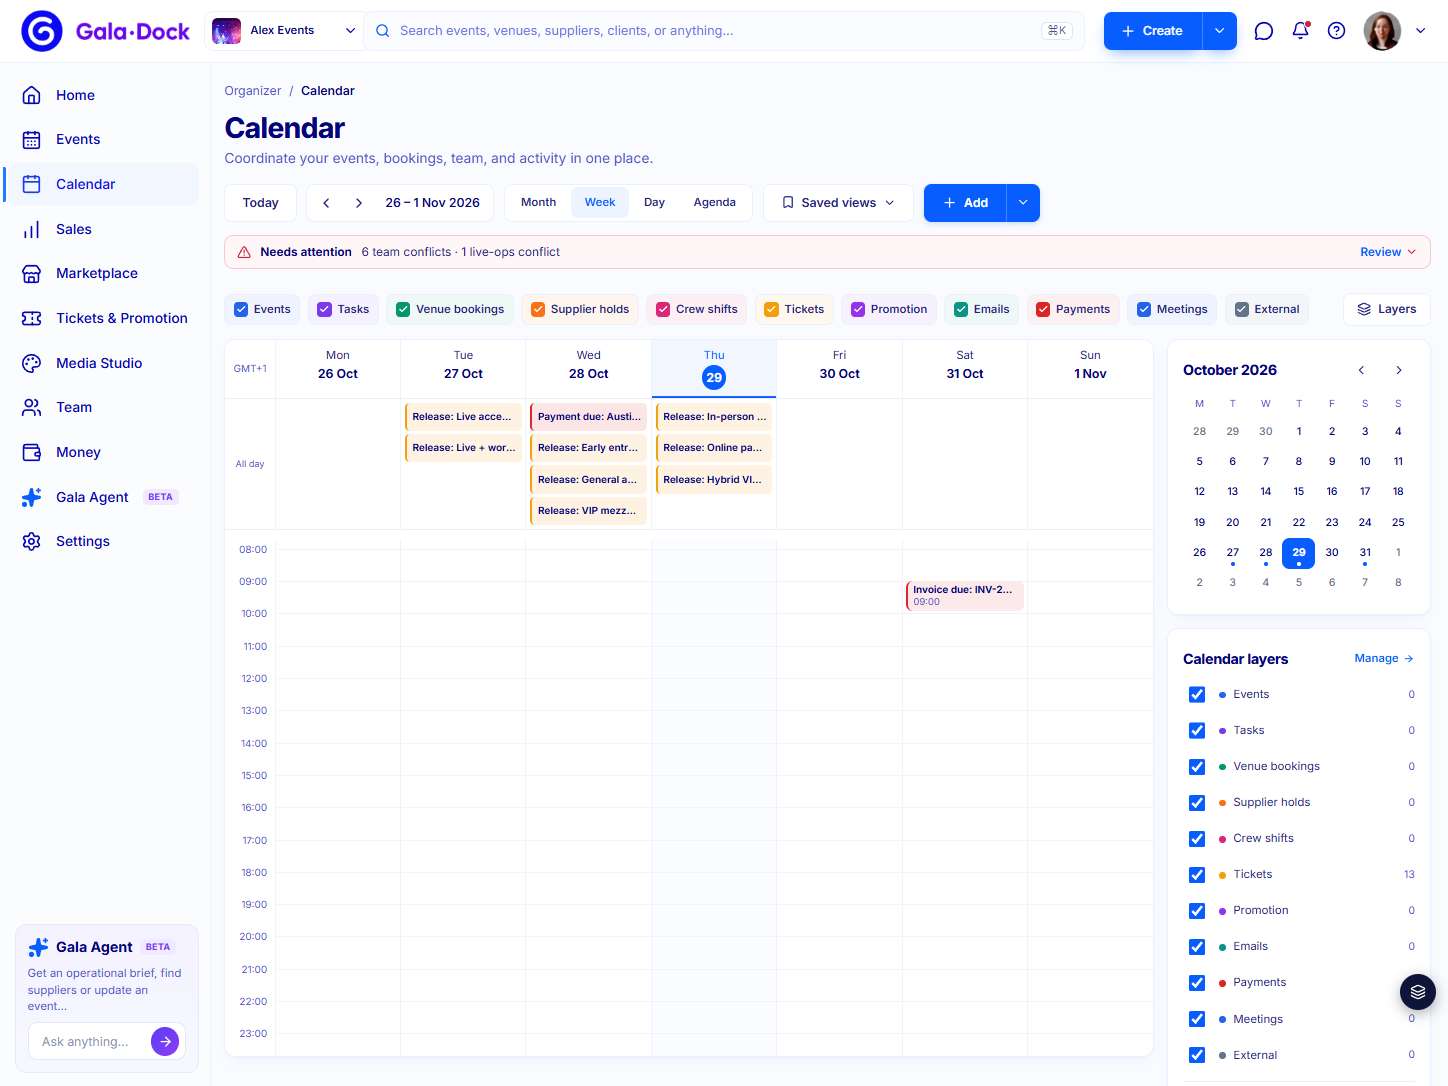 Gala·Dock
Alex Events
Search events, venues, suppliers, clients, or anything...
⌘K
+ Create
Home
Events
Calendar
Sales
Marketplace
Tickets & Promotion
Media Studio
Team
Money
Gala Agent BETA
Settings
Gala Agent BETA
Get an operational brief, find
suppliers or update an
event...
Ask anything...
Organizer / Calendar
Calendar
Coordinate your events, bookings, team, and activity in one place.
Today
26 – 1 Nov 2026
Month Week Day Agenda
Saved views
+ Add
Needs attention 6 team conflicts · 1 live-ops conflict
Review
Events Tasks Venue bookings Supplier holds Crew shifts Tickets Promotion Emails Payments Meetings External
Layers
GMT+1
Mon
26 Oct
Tue
27 Oct
Wed
28 Oct
Thu
29
Fri
30 Oct
Sat
31 Oct
Sun
1 Nov
All day
Release: Live acce...
Release: Live + wor...
Payment due: Austi...
Release: Early entr...
Release: General a...
Release: VIP mezz...
Release: In-person ...
Release: Online pa...
Release: Hybrid VI...
08:00
09:00
10:00
11:00
12:00
13:00
14:00
15:00
16:00
17:00
18:00
19:00
20:00
21:00
22:00
23:00
Invoice due: INV-2...
09:00
October 2026
M T W T F S S
28 29 30 1 2 3 4
5 6 7 8 9 10 11
12 13 14 15 16 17 18
19 20 21 22 23 24 25
26 27 28 29 30 31 1
2 3 4 5 6 7 8
Calendar layers
Manage →
Events 0
Tasks 0
Venue bookings 0
Supplier holds 0
Crew shifts 0
Tickets 13
Promotion 0
Emails 0
Payments
Meetings 0
External 0